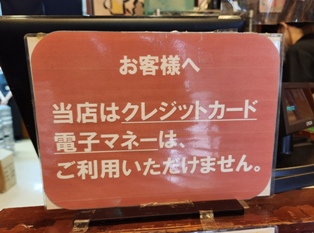 お客様へ
当店はクレジットカード
電子マネーは、
ご利用いただけません。